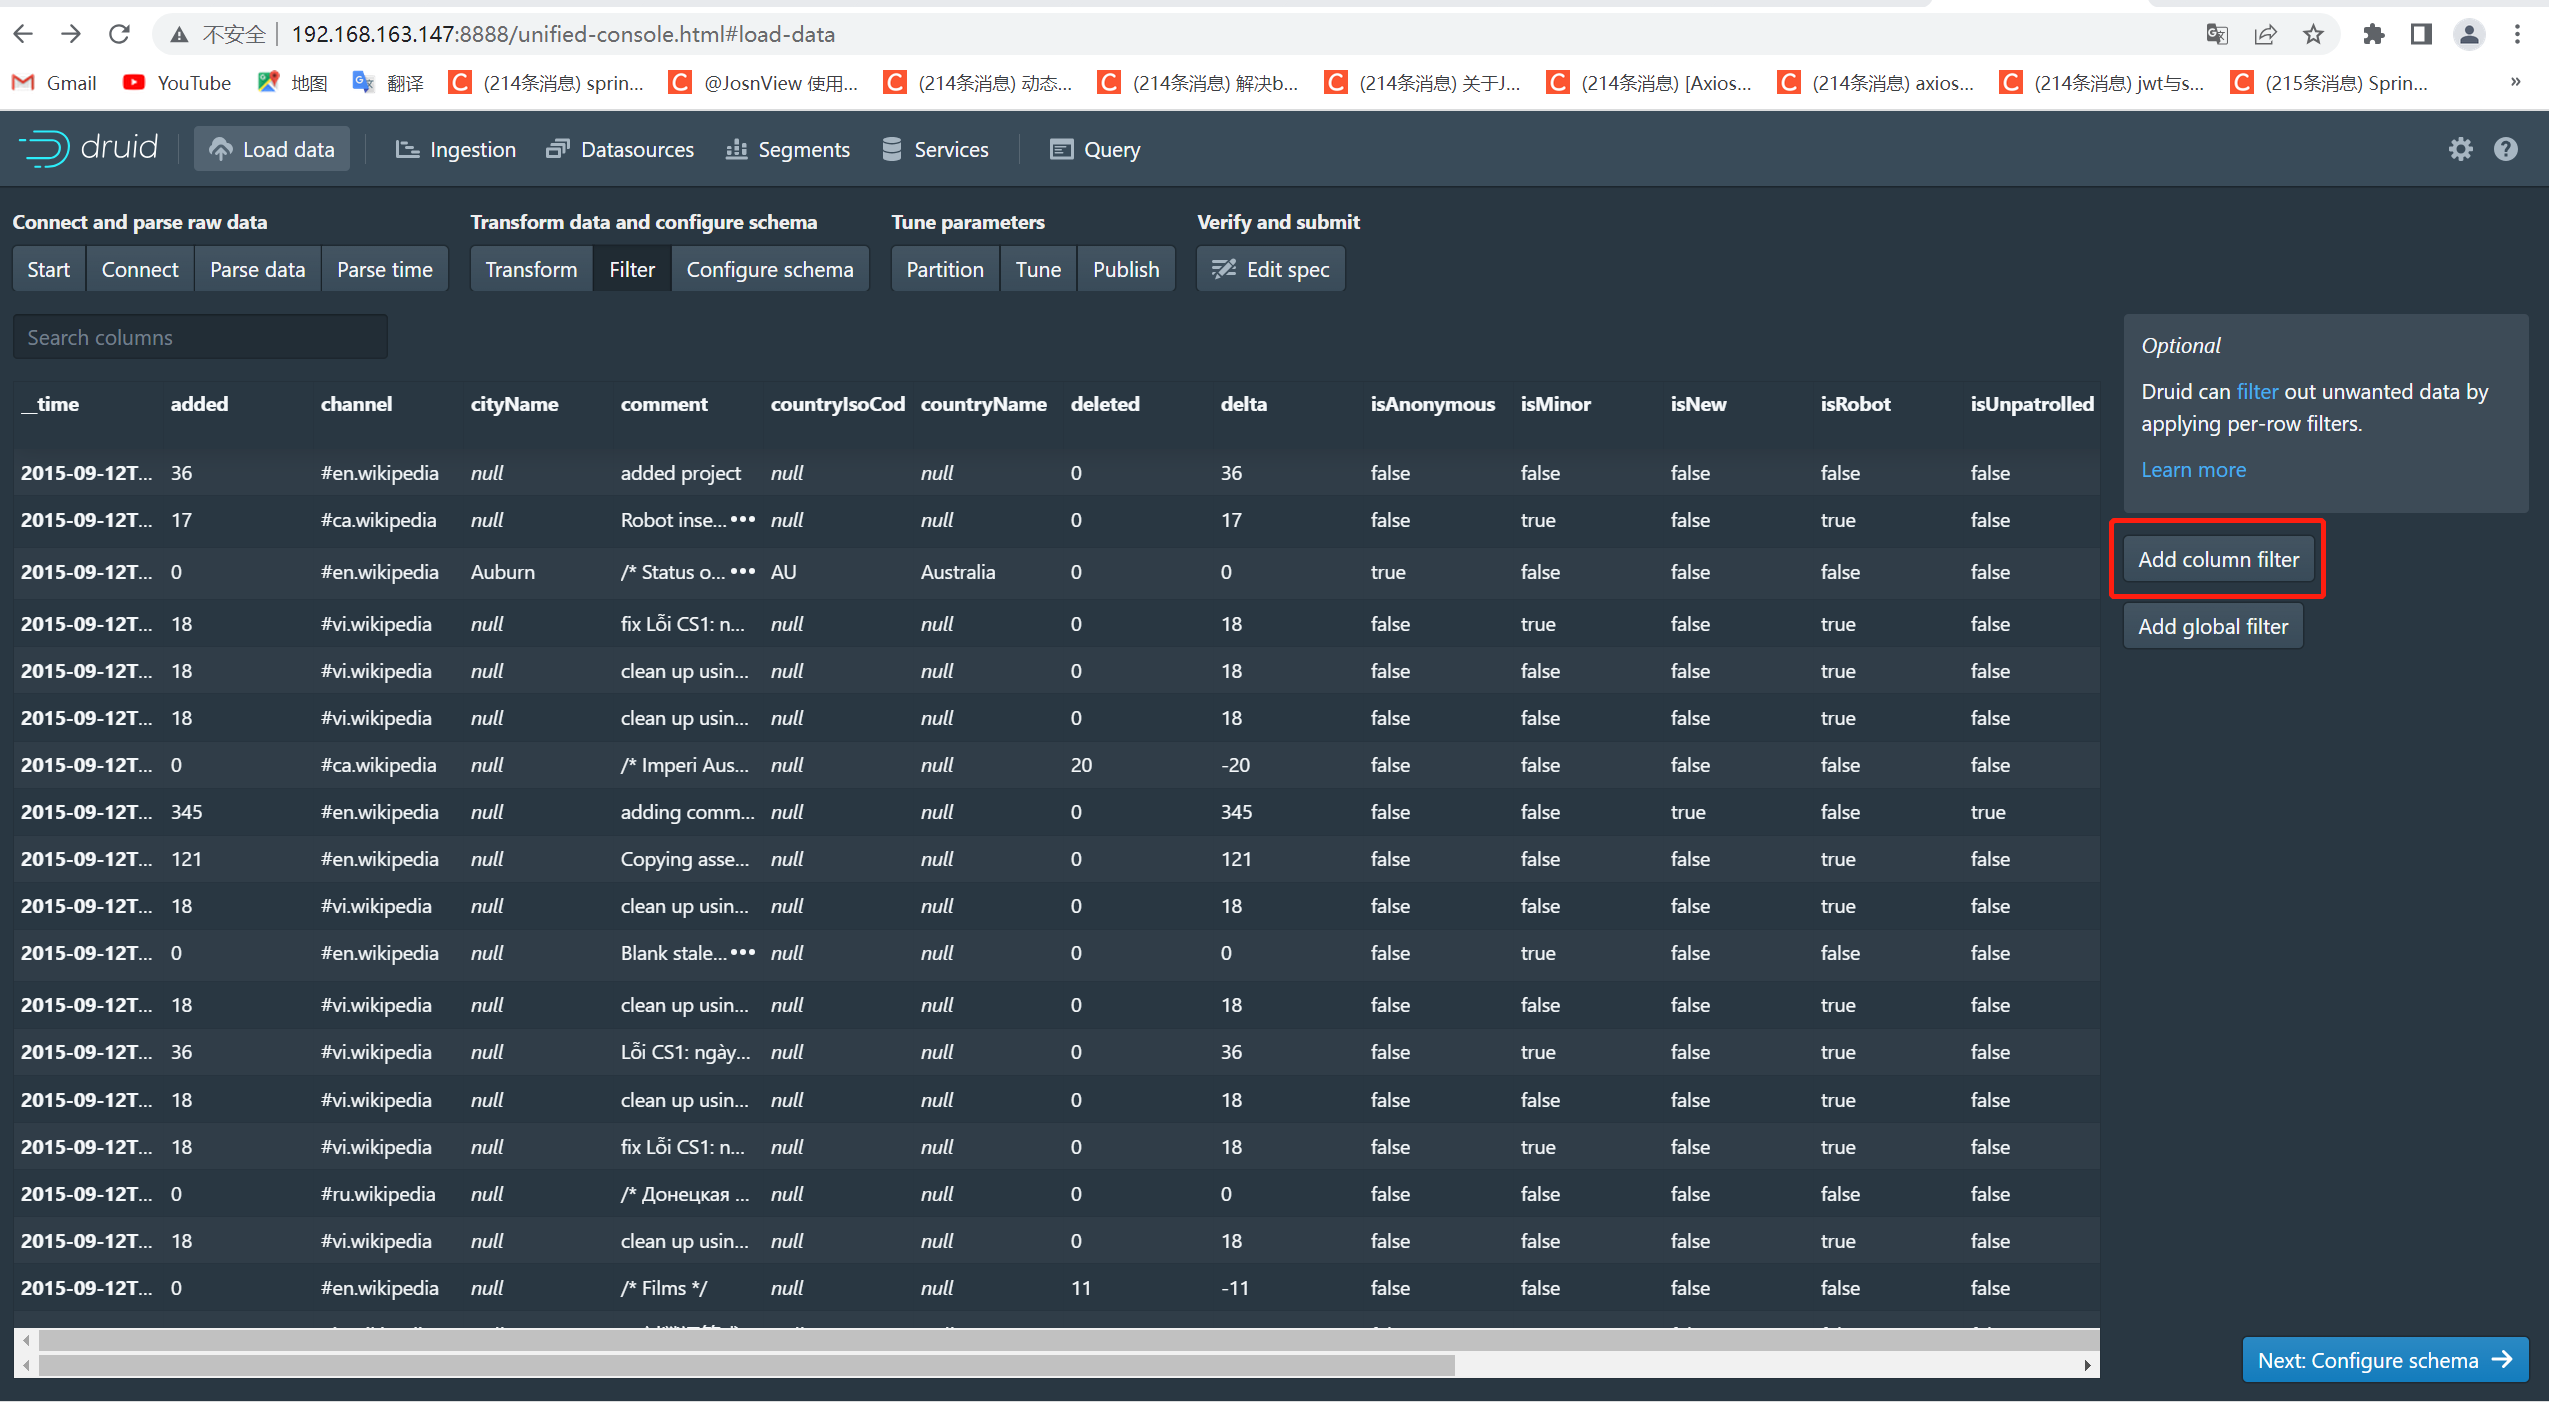 不安全 192.168.163.147:8888/unified-console.html#load-data
Gmail YouTube 地图 翻译 (214条消息) sprin... @JosnView 使用... (214条消息) 动态... (214条消息) 解决b... (214条消息) 关于J... (214条消息) [Axios... (214条消息) axios... (214条消息) jwt与s... (215条消息) Sprin... »
druid Load data Ingestion Datasources Segments Services Query
Connect and parse raw data Transform data and configure schema Tune parameters Verify and submit
Start Connect Parse data Parse time Transform Filter Configure schema Partition Tune Publish Edit spec
Search columns
__time added channel cityName comment countryIsoCod countryName deleted delta isAnonymous isMinor isNew isRobot isUnpatrolled
2015-09-12T... 36 #en.wikipedia null added project null null 0 36 false false false false false
2015-09-12T... 17 #ca.wikipedia null Robot inse...••• null null 0 17 false true false true false
2015-09-12T... 0 #en.wikipedia Auburn /* Status o...••• AU Australia 0 0 true false false false false
2015-09-12T... 18 #vi.wikipedia null fix Lỗi CS1: n... null null 0 18 false true false true false
2015-09-12T... 18 #vi.wikipedia null clean up usin... null null 0 18 false false false true false
2015-09-12T... 18 #vi.wikipedia null clean up usin... null null 0 18 false false false true false
2015-09-12T... 0 #ca.wikipedia null /* Imperi Aus... null null 20 -20 false false false false false
2015-09-12T... 345 #en.wikipedia null adding comm... null null 0 345 false false true false true
2015-09-12T... 121 #en.wikipedia null Copying asse... null null 0 121 false false false true false
2015-09-12T... 18 #vi.wikipedia null clean up usin... null null 0 18 false false false true false
2015-09-12T... 0 #en.wikipedia null Blank stale...••• null null 0 0 false true false false false
2015-09-12T... 18 #vi.wikipedia null clean up usin... null null 0 18 false false false true false
2015-09-12T... 36 #vi.wikipedia null Lỗi CS1: ngày... null null 0 36 false true false true false
2015-09-12T... 18 #vi.wikipedia null clean up usin... null null 0 18 false false false true false
2015-09-12T... 18 #vi.wikipedia null fix Lỗi CS1: n... null null 0 18 false true false true false
2015-09-12T... 0 #ru.wikipedia null /* Донецкая ... null null 0 0 false false false false false
2015-09-12T... 18 #vi.wikipedia null clean up usin... null null 0 18 false false false true false
2015-09-12T... 0 #en.wikipedia null /* Films */ null null 11 -11 false false false false false
Optional
Druid can filter out unwanted data by
applying per-row filters.
Learn more
Add column filter
Add global filter
Next: Configure schema